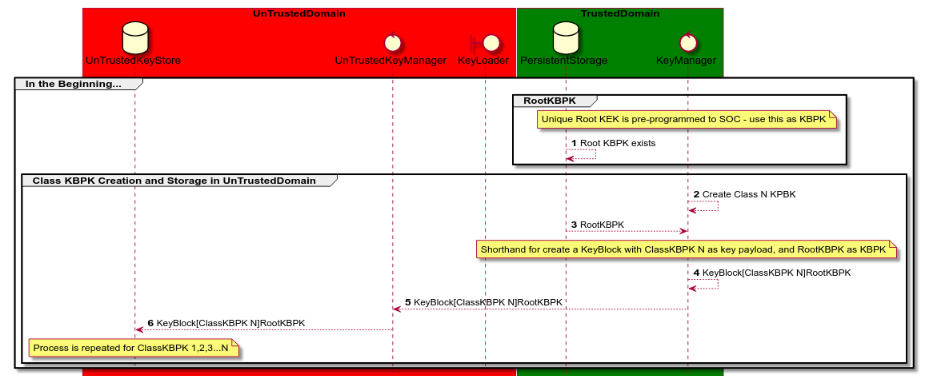 UnTrustedDomain
TrustedDomain
UnTrustedKeyStore
UnTrustedKeyManager
KeyLoader
PersistentStorage
KeyManager
In the Beginning...
RootKBPK
Unique Root KEK is pre-programmed to SOC - use this as KBPK
1 Root KBPK exists
Class KBPK Creation and Storage in UnTrustedDomain
2 Create Class N KPBK
3 RootKBPK
Shorthand for create a KeyBlock with ClassKBPK N as key payload, and RootKBPK as KBPK
4 KeyBlock[ClassKBPK N]RootKBPK
5 KeyBlock[ClassKBPK N]RootKBPK
6 KeyBlock[ClassKBPK N]RootKBPK
Process is repeated for ClassKBPK 1,2,3...N